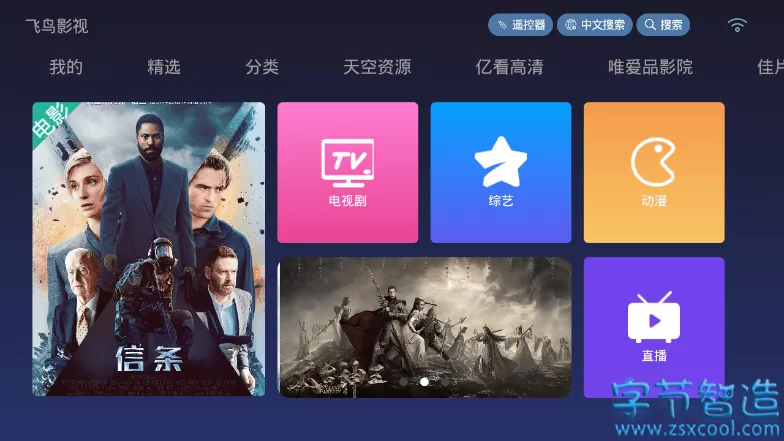 飞鸟影视
遥控器
中文搜索
搜索
我的
精选
分类
天空资源
亿看高清
唯爱品影院
佳片
电影
信条
TV
电视剧
综艺
动漫
直播
字节智造
www.zsxcool.com